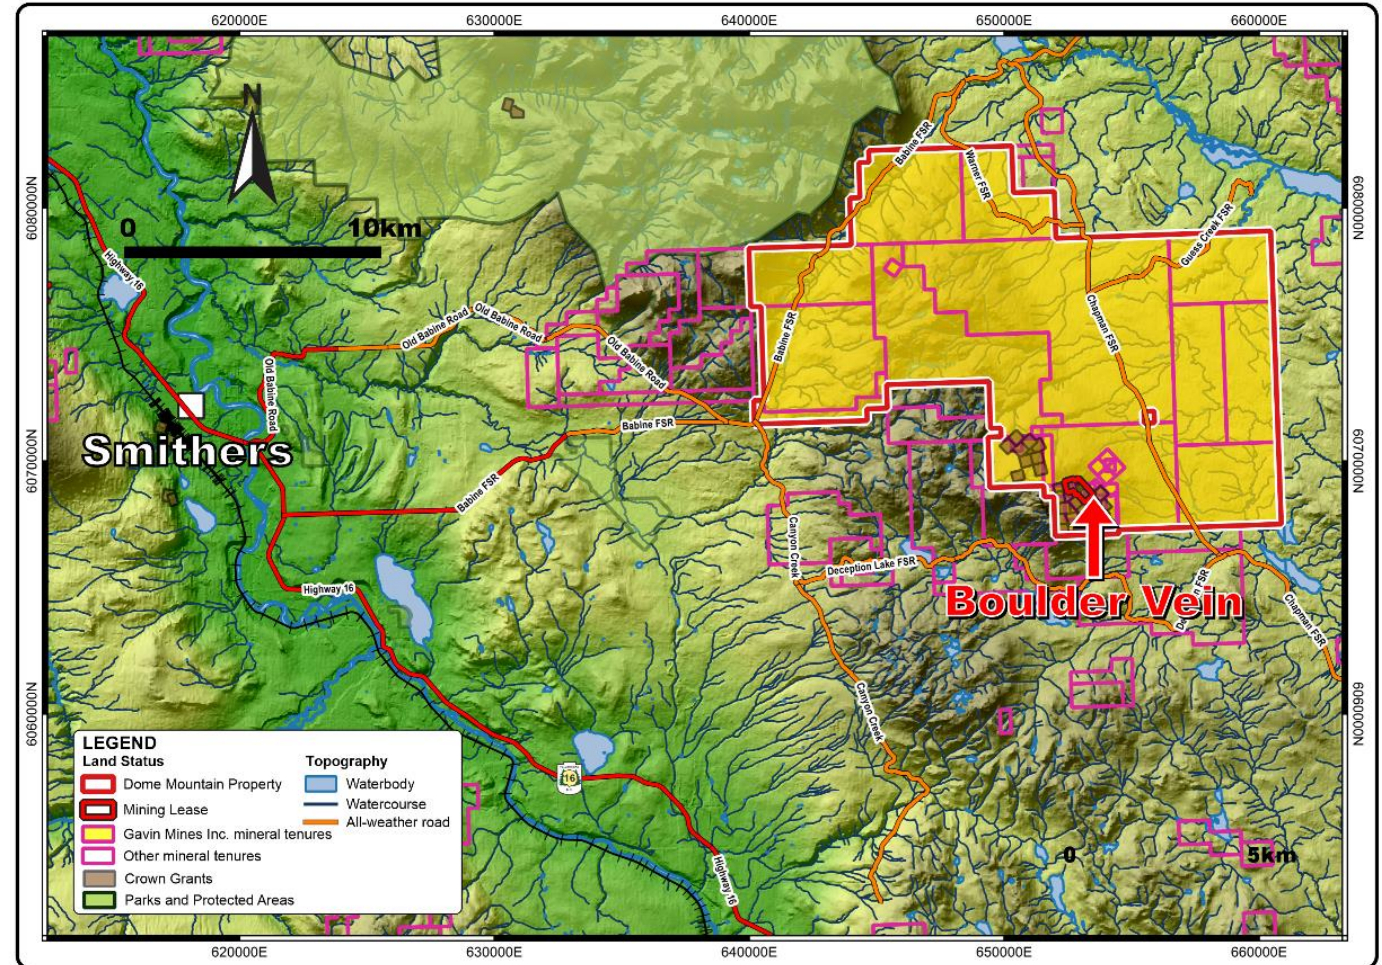 620000E
630000E
640000E
650000E
660000E
N
0
10km
6080000N
6080000N
Babine FSR
Warner FSR
Guess Creek FSR
Highway 16
Old Babine Road
Old Babine Road
Old Babine Road
Old Babine Road
Babine FSR
Chapman FSR
Babine FSR
Smithers
6070000N
6070000N
Babine FSR
Canyon Creek
Deception Lake FSR
Highway 16
Boulder Vein
Chapman FSR
6060000N
6060000N
Canyon Creek
16
Highway 16
0
5km
LEGEND
Land Status
Dome Mountain Property
Mining Lease
Gavin Mines Inc. mineral tenures
Other mineral tenures
Crown Grants
Parks and Protected Areas
Topography
Waterbody
Watercourse
All-weather road
620000E
630000E
640000E
650000E
660000E